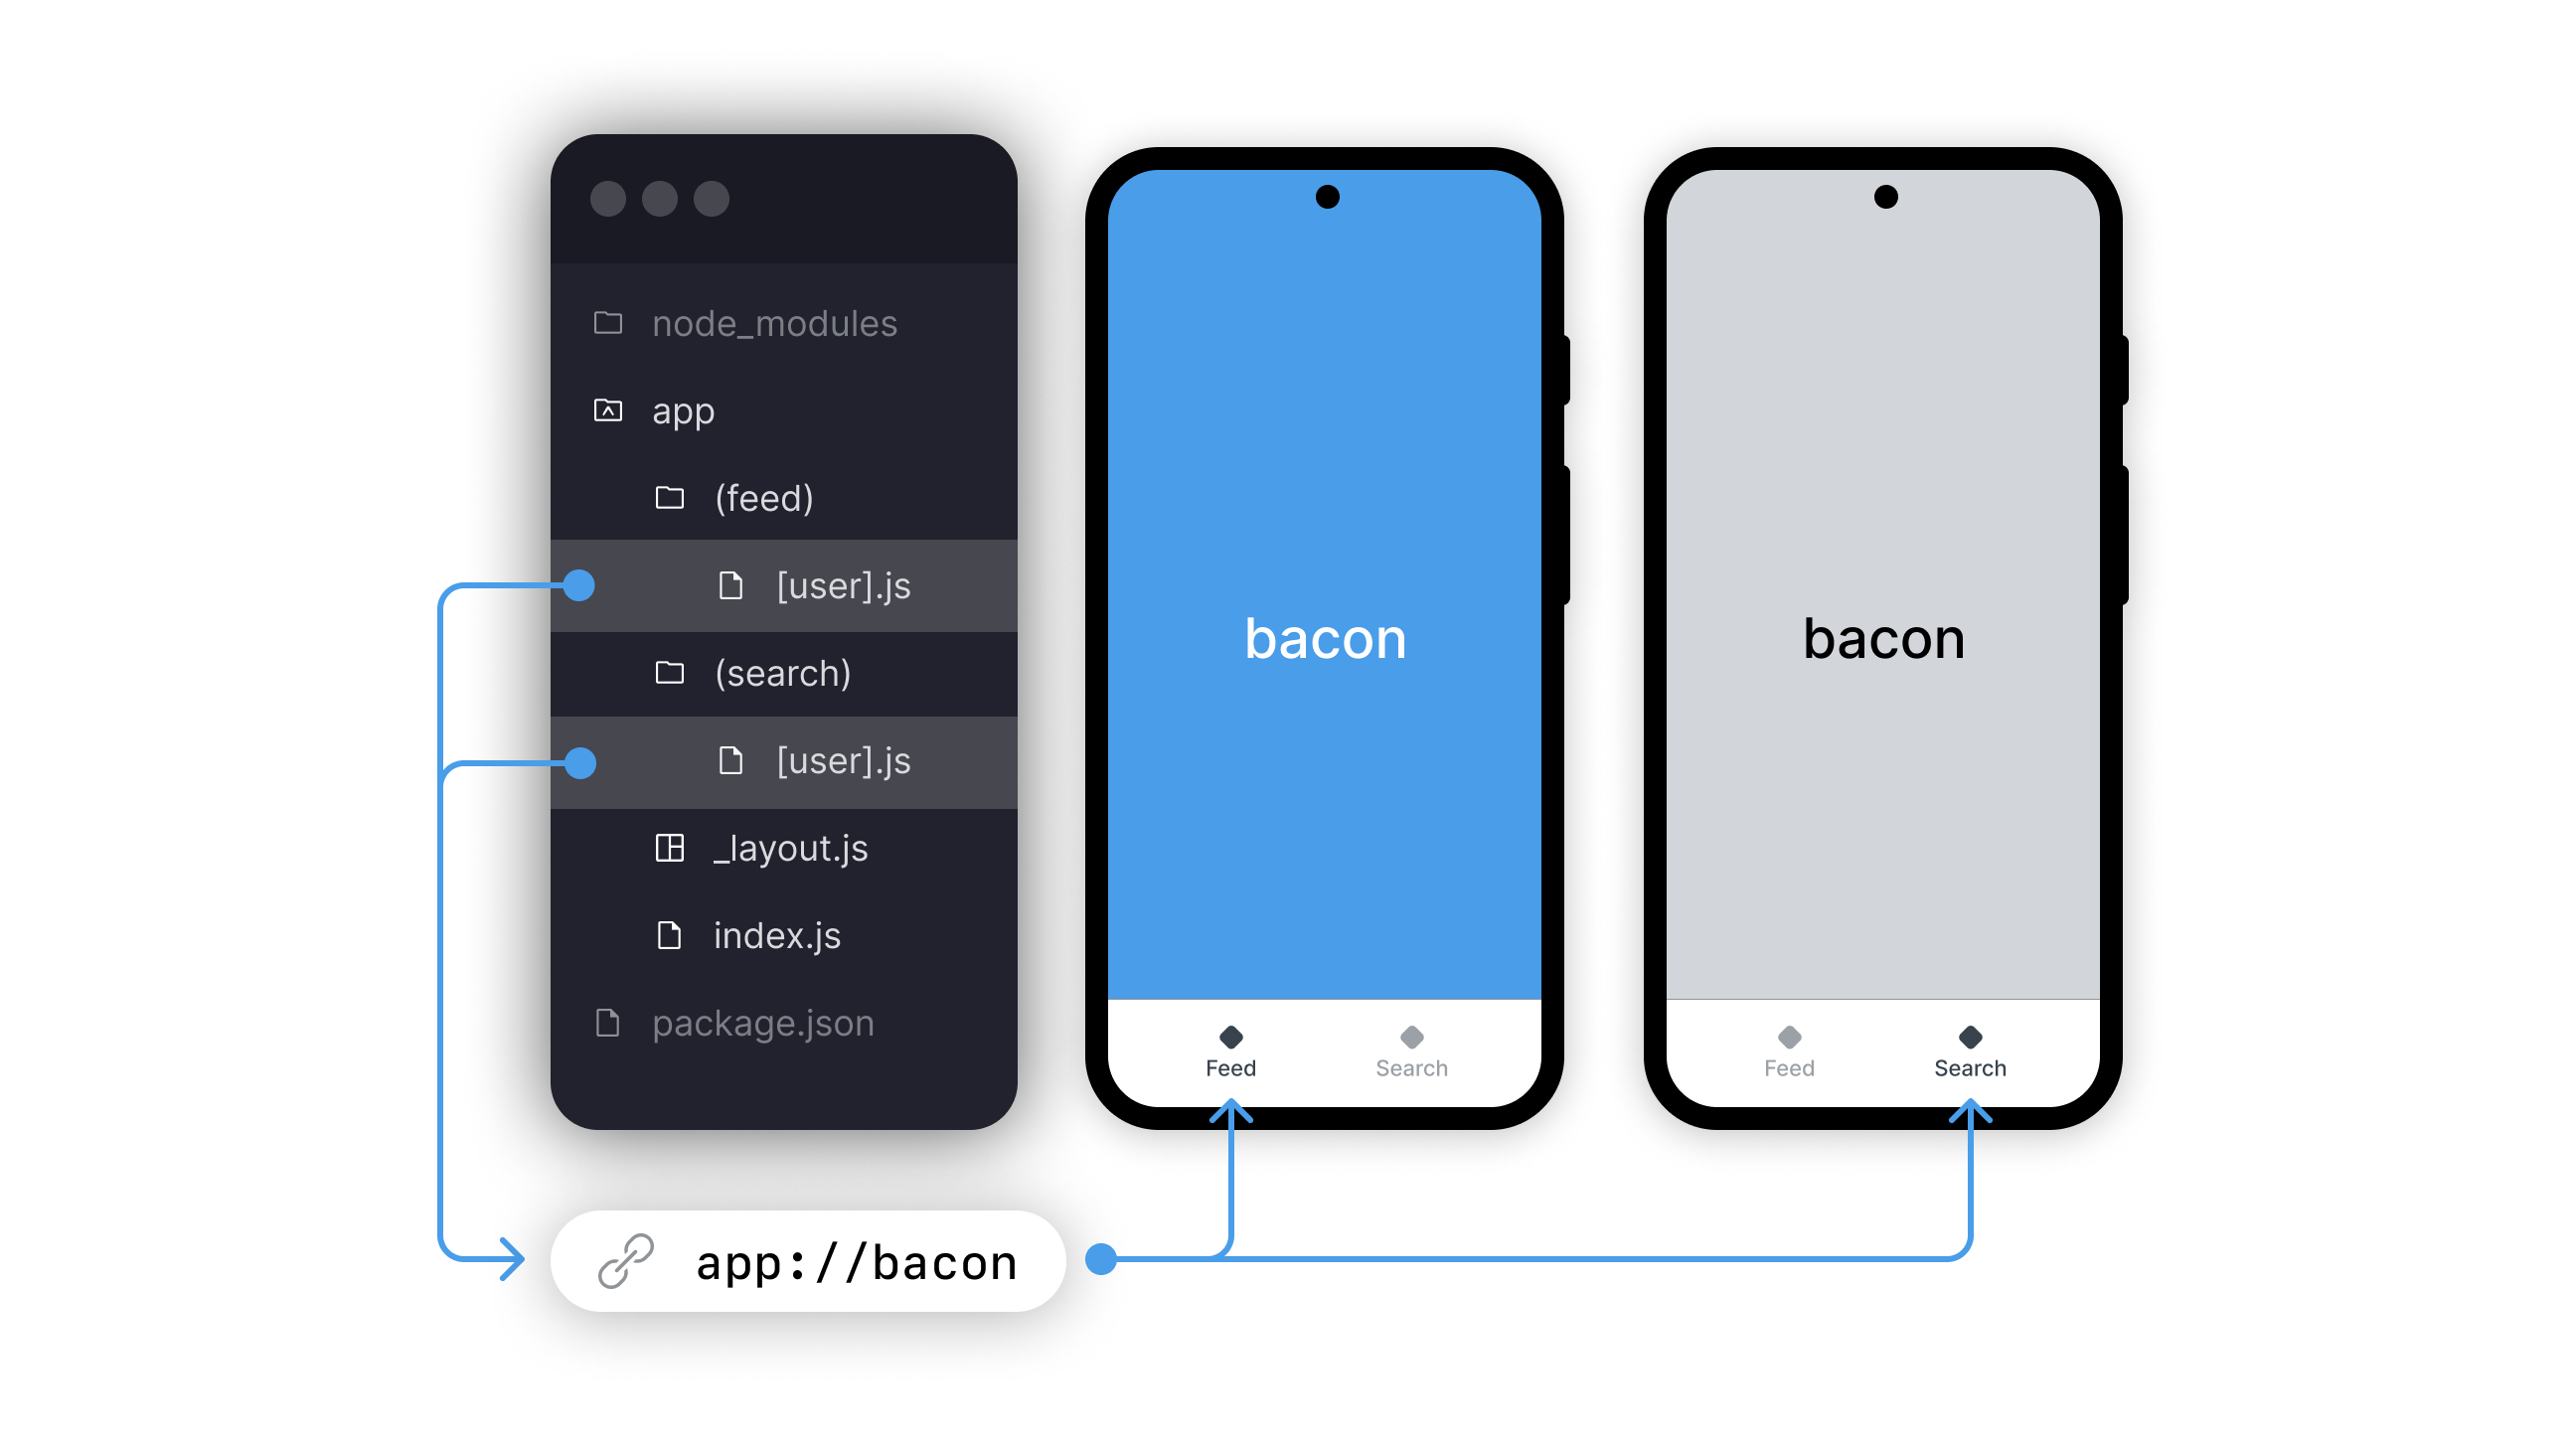 node_modules
app
(feed)
[user].js
(search)
[user].js
_layout.js
index.js
package.json
bacon
Feed
Search
bacon
Feed
Search
app://bacon